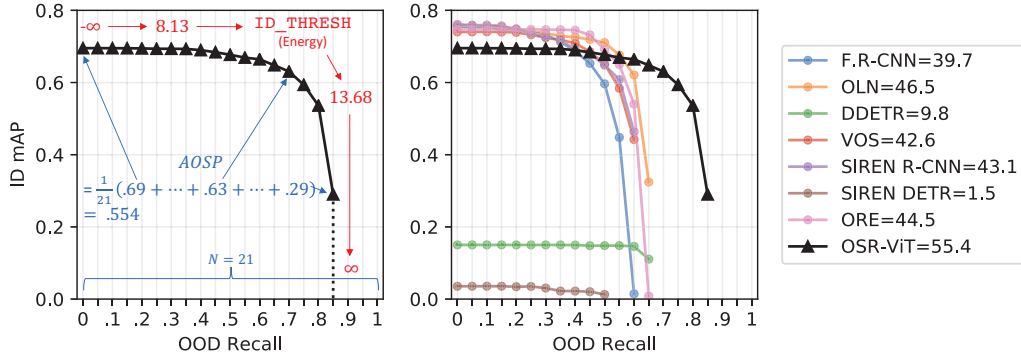 ID mAP
0.8
0.6
0.4
0.2
0.0
-∞ → 8.13 → ID_THRESH
(Energy)
13.68
∞
AOSP
= 1/21 (.69 + ⋯ + .63 + ⋯ + .29)
= .554
N = 21
0 .1 .2 .3 .4 .5 .6 .7 .8 .9 1
OOD Recall
0.8
0.6
0.4
0.2
0.0
0 .1 .2 .3 .4 .5 .6 .7 .8 .9 1
OOD Recall
F.R-CNN=39.7
OLN=46.5
DDETR=9.8
VOS=42.6
SIREN R-CNN=43.1
SIREN DETR=1.5
ORE=44.5
OSR-ViT=55.4